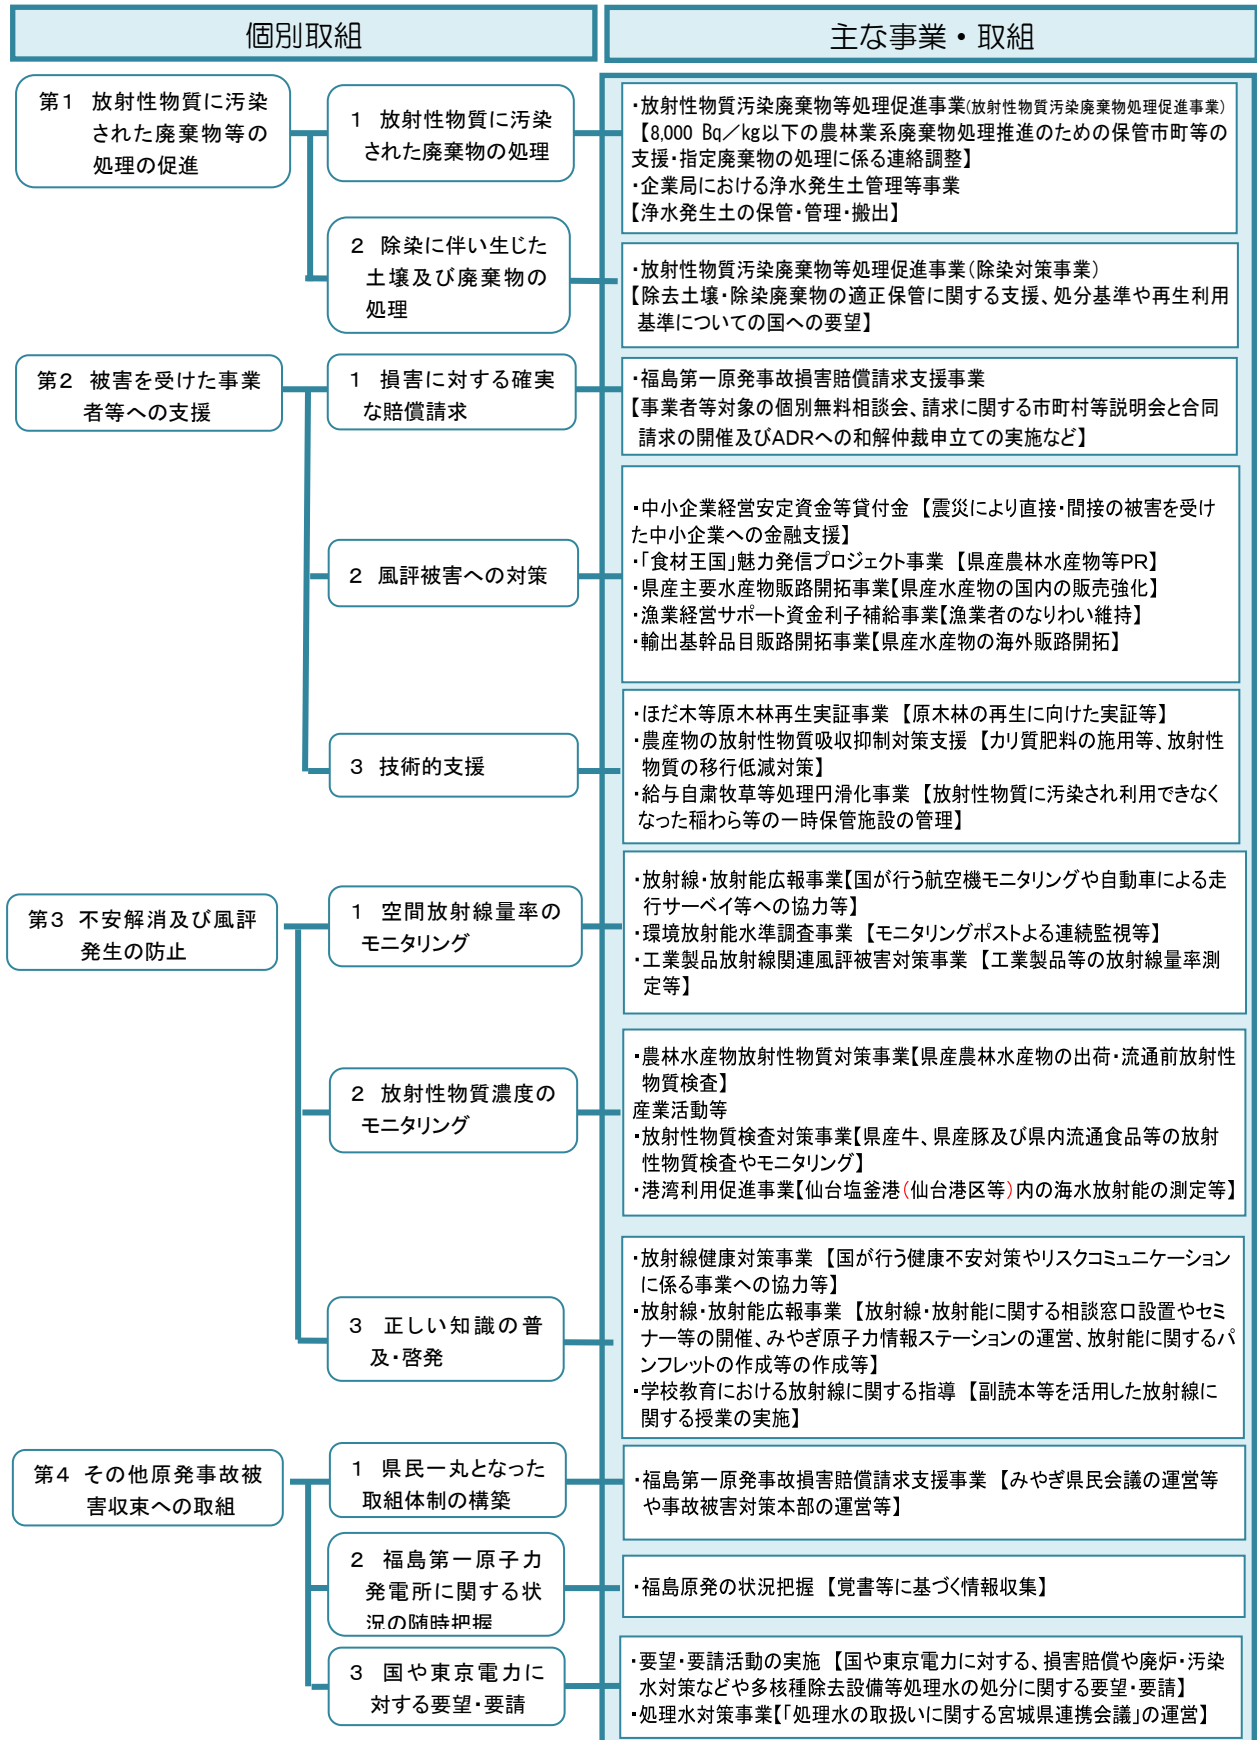 個別取組
主な事業・取組
第1 放射性物質に汚染
された廃棄物等の
処理の促進
1 放射性物質に汚染
された廃棄物の処理
・放射性物質汚染廃棄物等処理促進事業(放射性物質汚染廃棄物処理促進事業)
【8,000 Bq/kg以下の農林業系廃棄物処理推進のための保管市町等の
支援・指定廃棄物の処理に係る連絡調整】
・企業局における浄水発生土管理等事業
【浄水発生土の保管・管理・搬出】
2 除染に伴い生じた
土壌及び廃棄物の
処理
・放射性物質汚染廃棄物等処理促進事業(除染対策事業)
【除去土壌・除染廃棄物の適正保管に関する支援、処分基準や再生利用
基準についての国への要望】
第2 被害を受けた事業
者等への支援
1 損害に対する確実
な賠償請求
・福島第一原発事故損害賠償請求支援事業
【事業者等対象の個別無料相談会、請求に関する市町村等説明会と合同
請求の開催及びADRへの和解仲裁申立ての実施など】
2 風評被害への対策
・中小企業経営安定資金等貸付金 【震災により直接・間接の被害を受け
た中小企業への金融支援】
・「食材王国」魅力発信プロジェクト事業 【県産農林水産物等PR】
・県産主要水産物販路開拓事業【県産水産物の国内の販売強化】
・漁業経営サポート資金利子補給事業【漁業者のなりわい維持】
・輸出基幹品目販路開拓事業【県産水産物の海外販路開拓】
3 技術的支援
・ほだ木等原木林再生実証事業 【原木林の再生に向けた実証等】
・農産物の放射性物質吸収抑制対策支援 【カリ質肥料の施用等、放射性
物質の移行低減対策】
・給与自粛牧草等処理円滑化事業 【放射性物質に汚染され利用できなく
なった稲わら等の一時保管施設の管理】
第3 不安解消及び風評
発生の防止
1 空間放射線量率の
モニタリング
・放射線・放射能広報事業【国が行う航空機モニタリングや自動車による走
行サーベイ等への協力等】
・環境放射能水準調査事業 【モニタリングポストよる連続監視等】
・工業製品放射線関連風評被害対策事業 【工業製品等の放射線量率測
定等】
2 放射性物質濃度の
モニタリング
・農林水産物放射性物質対策事業【県産農林水産物の出荷・流通前放射性
物質検査】
産業活動等
・放射性物質検査対策事業【県産牛、県産豚及び県内流通食品等の放射
性物質検査やモニタリング】
・港湾利用促進事業【仙台塩釜港(仙台港区等)内の海水放射能の測定等】
3 正しい知識の普
及・啓発
・放射線健康対策事業 【国が行う健康不安対策やリスクコミュニケーション
に係る事業への協力等】
・放射線・放射能広報事業 【放射線・放射能に関する相談窓口設置やセミ
ナー等の開催、みやぎ原子力情報ステーションの運営、放射能に関するパ
ンフレットの作成等の作成等】
・学校教育における放射線に関する指導 【副読本等を活用した放射線に
関する授業の実施】
第4 その他原発事故被
害収束への取組
1 県民一丸となった
取組体制の構築
・福島第一原発事故損害賠償請求支援事業 【みやぎ県民会議の運営等
や事故被害対策本部の運営等】
2 福島第一原子力
発電所に関する状
況の随時把握
・福島原発の状況把握 【覚書等に基づく情報収集】
3 国や東京電力に
対する要望・要請
・要望・要請活動の実施 【国や東京電力に対する、損害賠償や廃炉・汚染
水対策などや多核種除去設備等処理水の処分に関する要望・要請】
・処理水対策事業【「処理水の取扱いに関する宮城県連携会議」の運営】